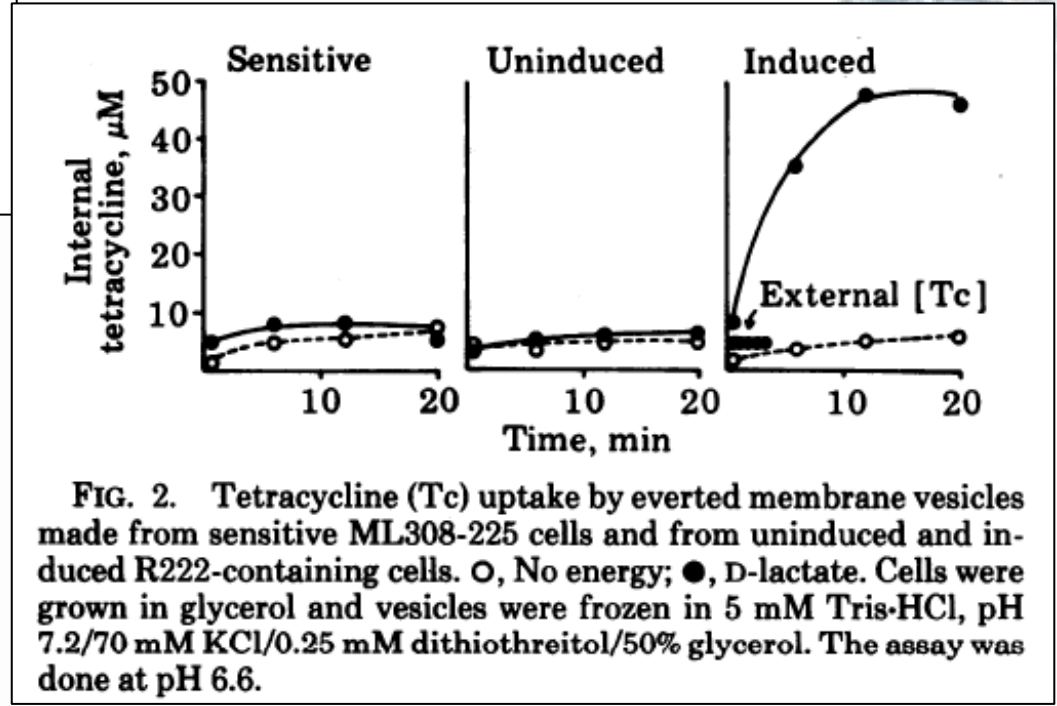 Sensitive Uninduced Induced
Internal
tetracycline, μM
50
40
30
20
10
External [Tc]
10 20 10 20 10 20
Time, min
FIG. 2. Tetracycline (Tc) uptake by everted membrane vesicles
made from sensitive ML308-225 cells and from uninduced and in-
duced R222-containing cells. O, No energy; ●, D-lactate. Cells were
grown in glycerol and vesicles were frozen in 5 mM Tris·HCl, pH
7.2/70 mM KCl/0.25 mM dithiothreitol/50% glycerol. The assay was
done at pH 6.6.